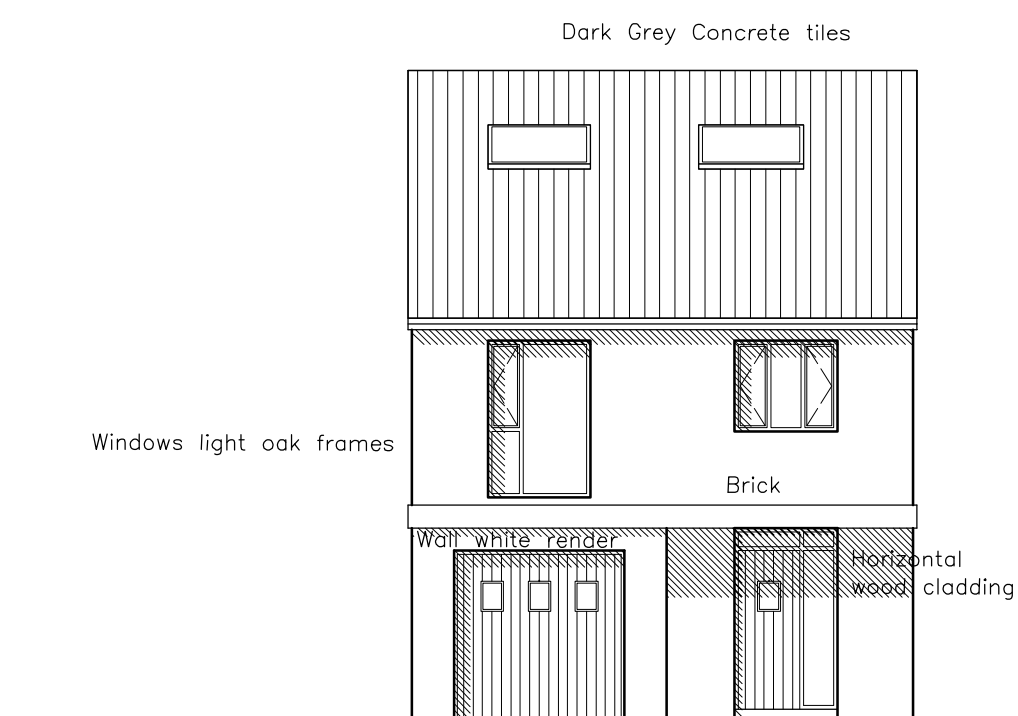 Dark Grey Concrete tiles
Windows light oak frames
Brick
Wall white render
Horizontal
wood cladding